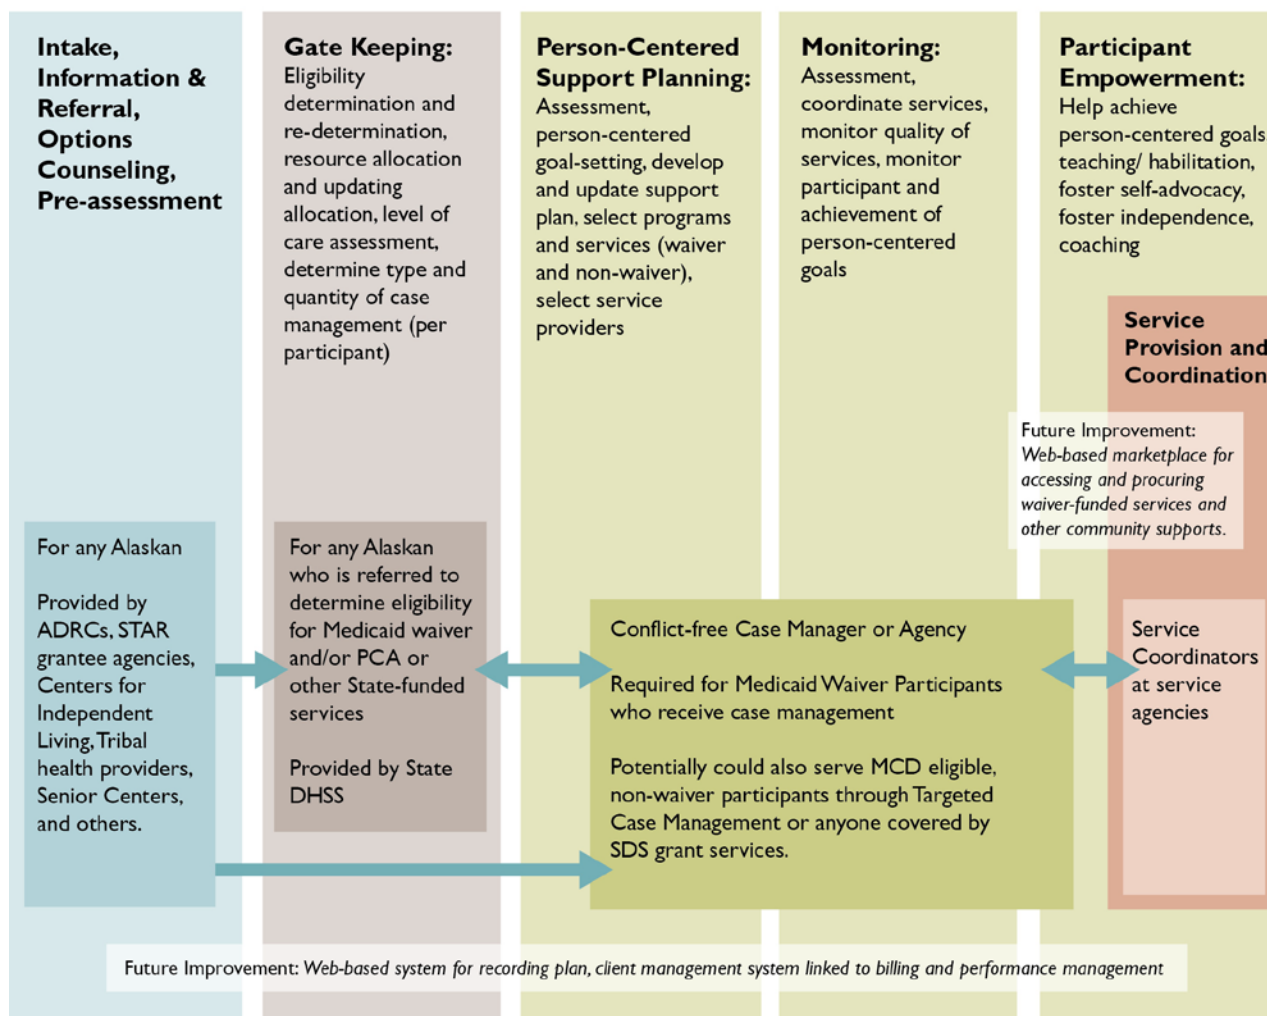 Intake,
Information &
Referral,
Options
Counseling,
Pre-assessment
Gate Keeping:
Eligibility
determination and
re-determination,
resource allocation
and updating
allocation, level of
care assessment,
determine type and
quantity of case
management (per
participant)
Person-Centered
Support Planning:
Assessment,
person-centered
goal-setting, develop
and update support
plan, select programs
and services (waiver
and non-waiver),
select service
providers
Monitoring:
Assessment,
coordinate services,
monitor quality of
services, monitor
participant and
achievement of
person-centered
goals
Participant
Empowerment:
Help achieve
person-centered goals,
teaching/ habilitation,
foster self-advocacy,
foster independence,
coaching
Service
Provision and
Coordination
Future Improvement:
Web-based marketplace for
accessing and procuring
waiver-funded services and
other community supports.
For any Alaskan
Provided by
ADRCs, STAR
grantee agencies,
Centers for
Independent
Living, Tribal
health providers,
Senior Centers,
and others.
For any Alaskan
who is referred to
determine eligibility
for Medicaid waiver
and/or PCA or
other State-funded
services
Provided by State
DHSS
Conflict-free Case Manager or Agency
Required for Medicaid Waiver Participants
who receive case management
Potentially could also serve MCD eligible,
non-waiver participants through Targeted
Case Management or anyone covered by
SDS grant services.
Service
Coordinators
at service
agencies
Future Improvement: Web-based system for recording plan, client management system linked to billing and performance management